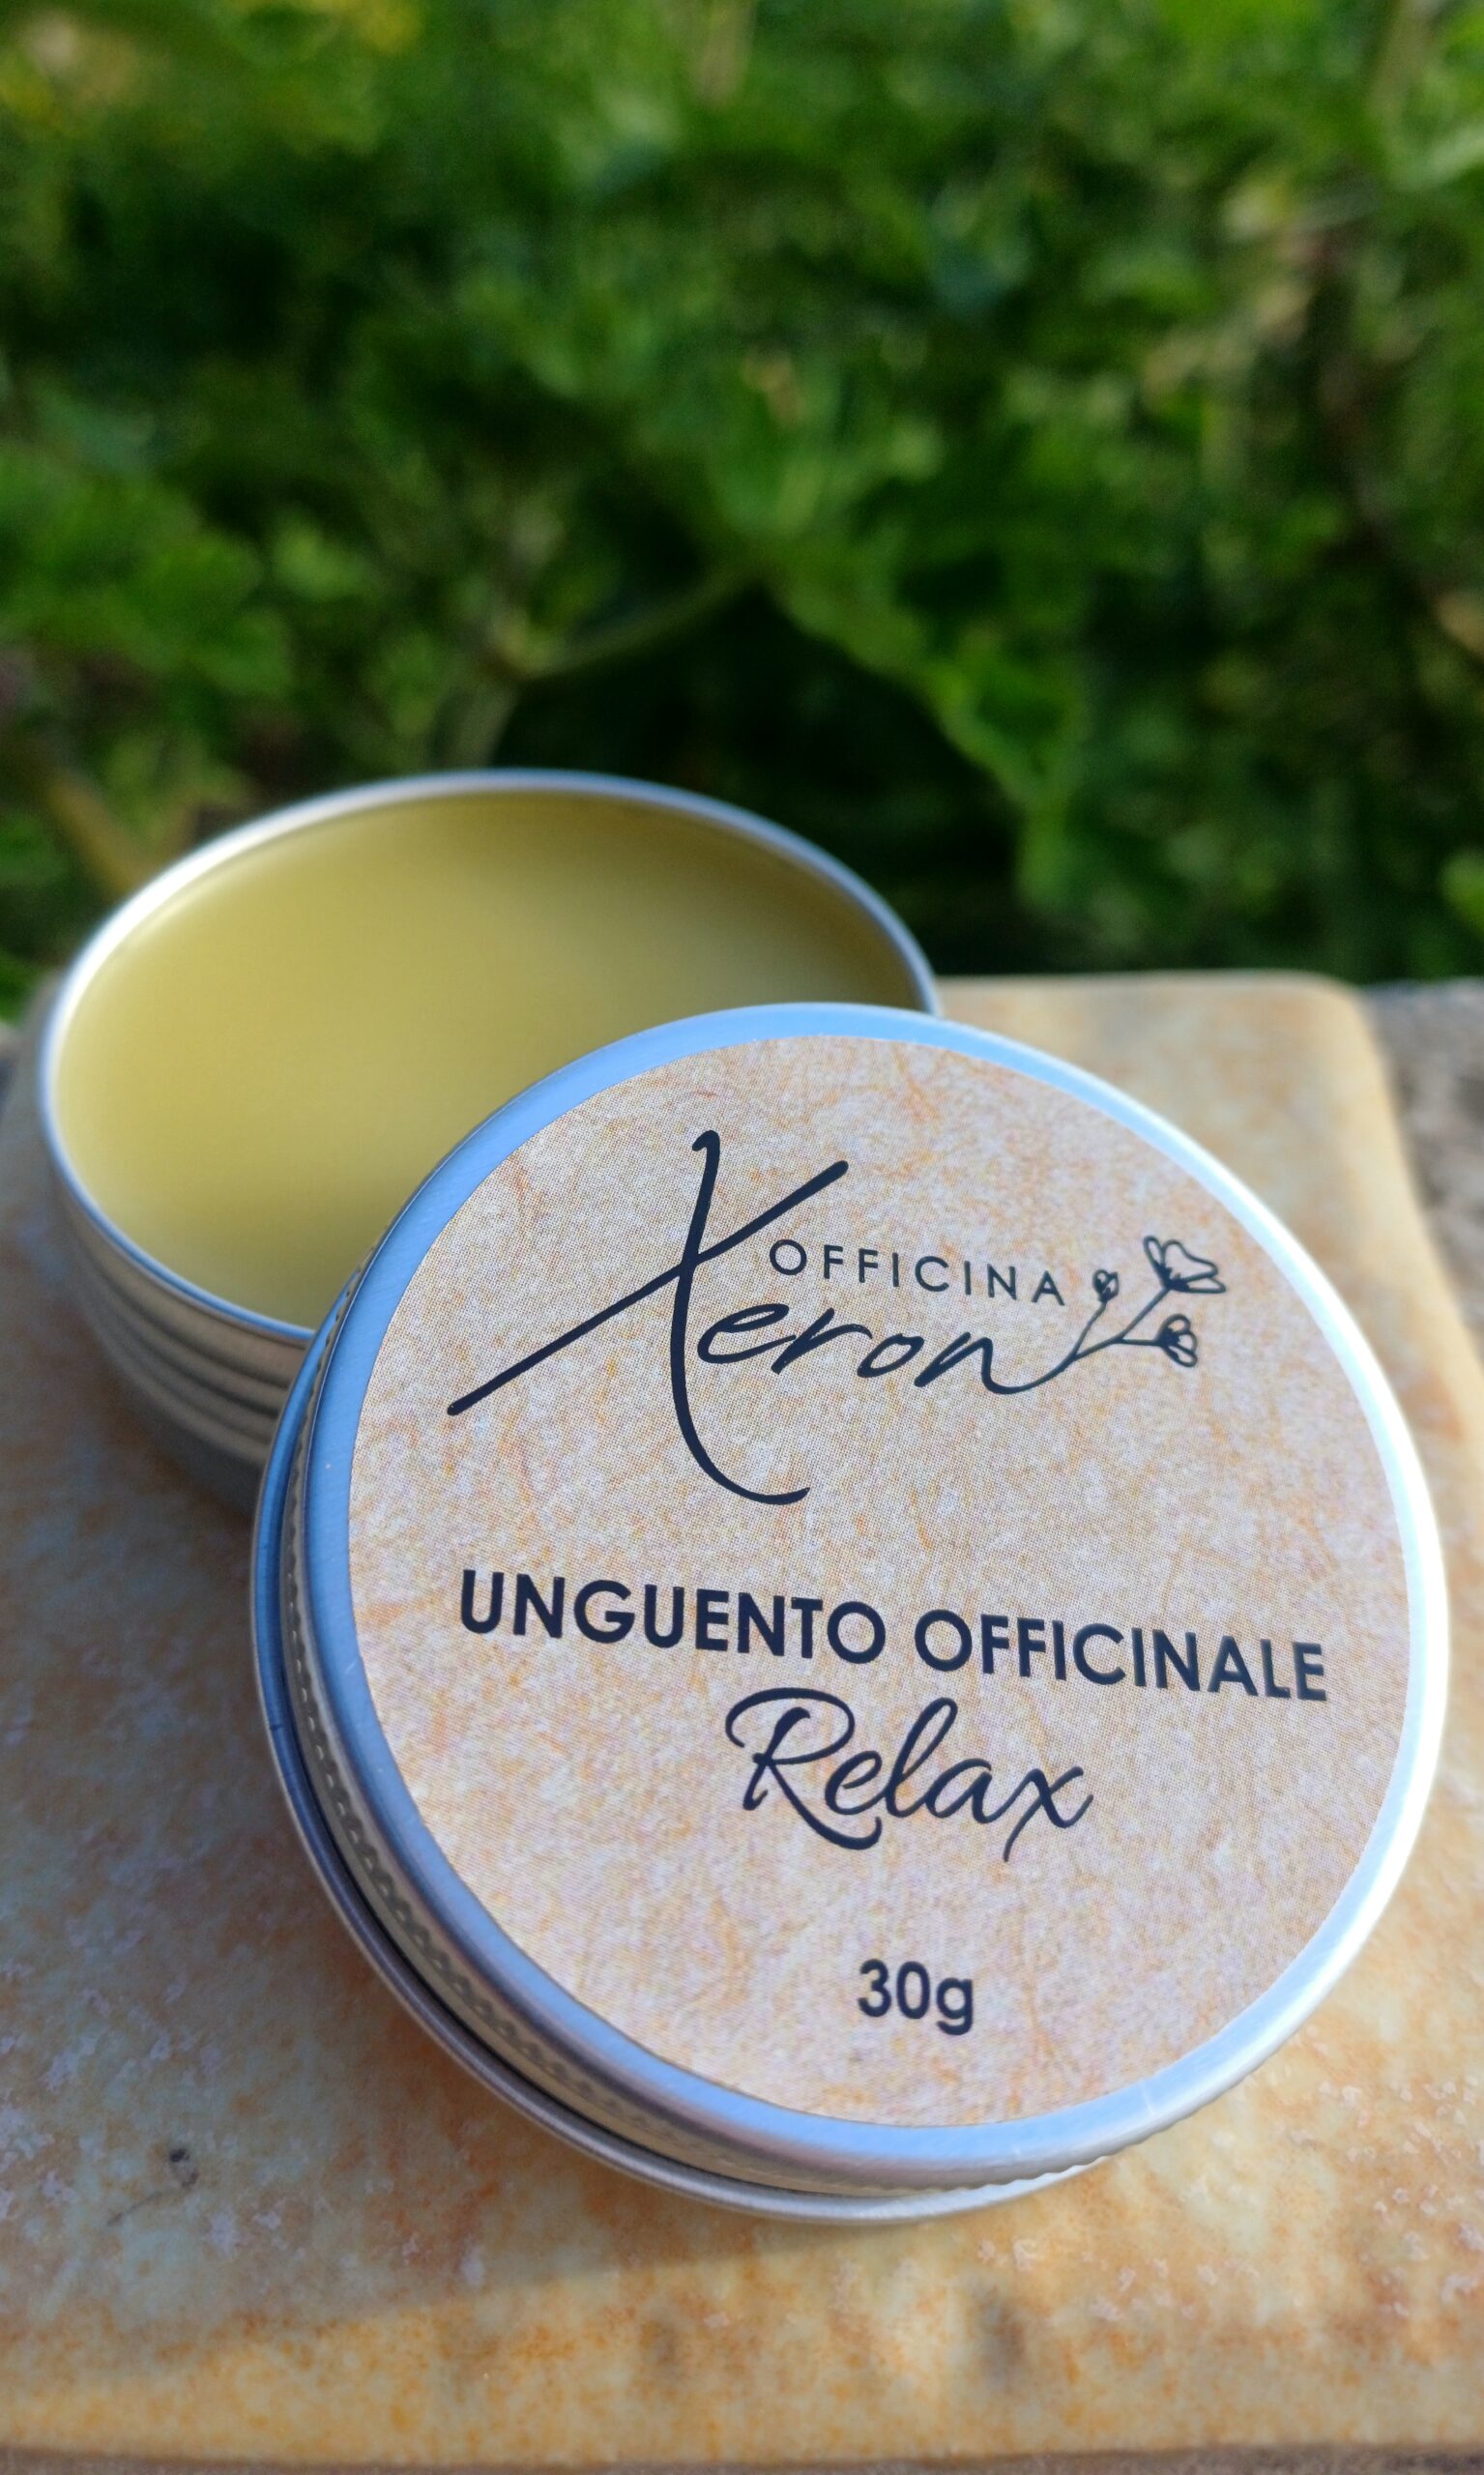 OFFICINA
Xeron
UNGUENTO OFFICINALE
Relax
30g